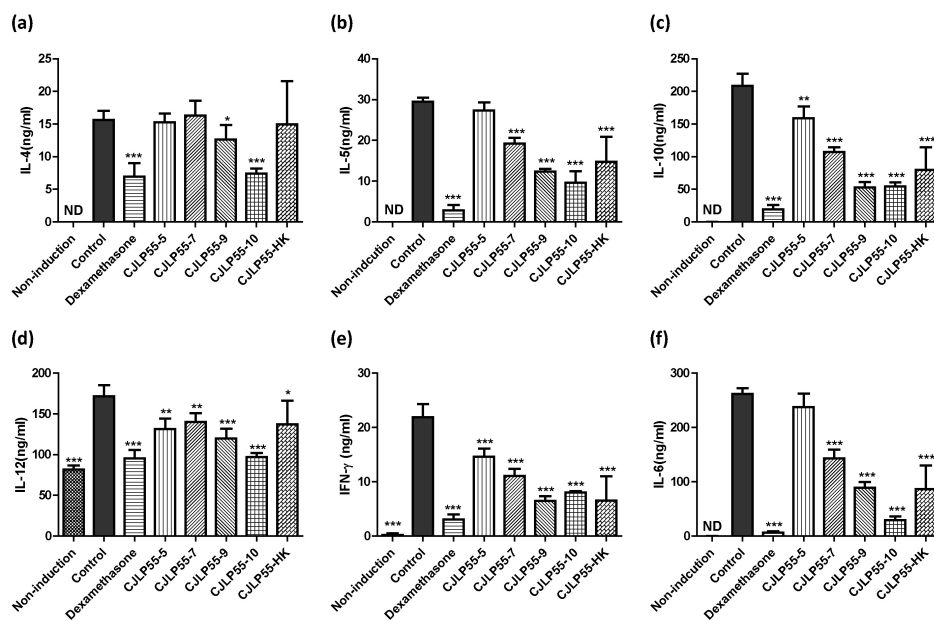 (a)
25
20
15
10
5
0
IL-4(ng/ml)
ND
***
*
***
Non-indcution
Control
Dexamethasone
CJLP55-5
CJLP55-7
CJLP55-9
CJLP55-10
CJLP55-HK
(b)
40
30
20
10
0
IL-5(ng/ml)
ND
***
***
***
***
***
Non-induction
Control
Dexamethasone
CJLP55-5
CJLP55-7
CJLP55-9
CJLP55-10
CJLP55-HK
(c)
250
200
150
100
50
0
IL-10(ng/ml)
ND
***
**
***
***
***
***
Non-induction
Control
Dexamethasone
CJLP55-5
CJLP55-7
CJLP55-9
CJLP55-10
CJLP55-HK
(d)
200
150
100
50
0
IL-12(ng/ml)
***
***
**
**
***
***
*
Non-induction
Control
Dexamethasone
CJLP55-5
CJLP55-7
CJLP55-9
CJLP55-10
CJLP55-HK
(e)
30
20
10
0
IFN-γ (ng/ml)
***
***
***
***
***
***
***
Non-induction
Control
Dexamethasone
CJLP55-5
CJLP55-7
CJLP55-9
CJLP55-10
CJLP55-HK
(f)
300
200
100
0
IL-6(ng/ml)
ND
***
***
***
***
***
Non-indcution
Control
Dexamethasone
CJLP55-5
CJLP55-7
CJLP55-9
CJLP55-10
CJLP55-HK